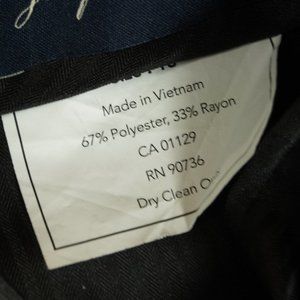 Made in Vietnam
67% Polyester, 33% Rayon
CA 01129
RN 90736
Dry Clean